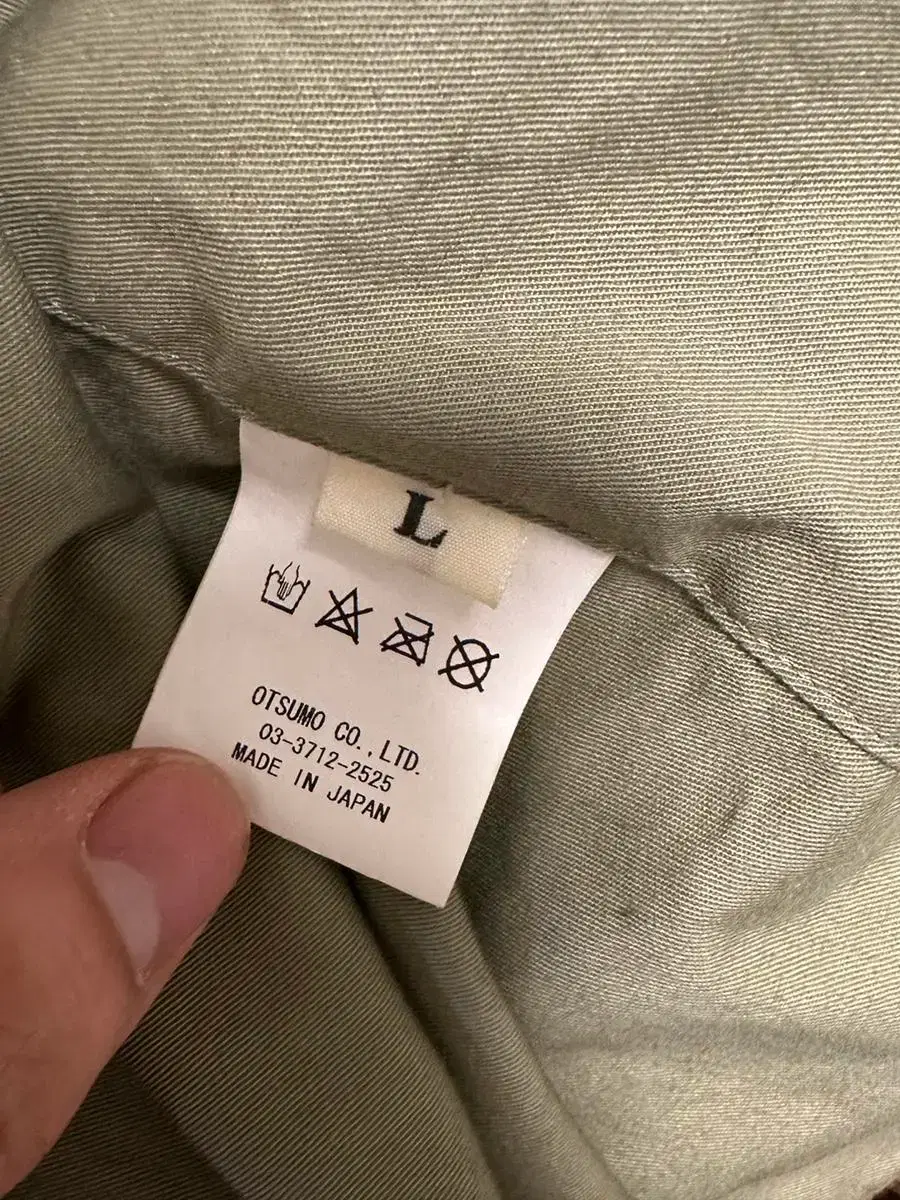 L
OTSUMO CO.,LTD.
03-3712-2525
MADE IN JAPAN